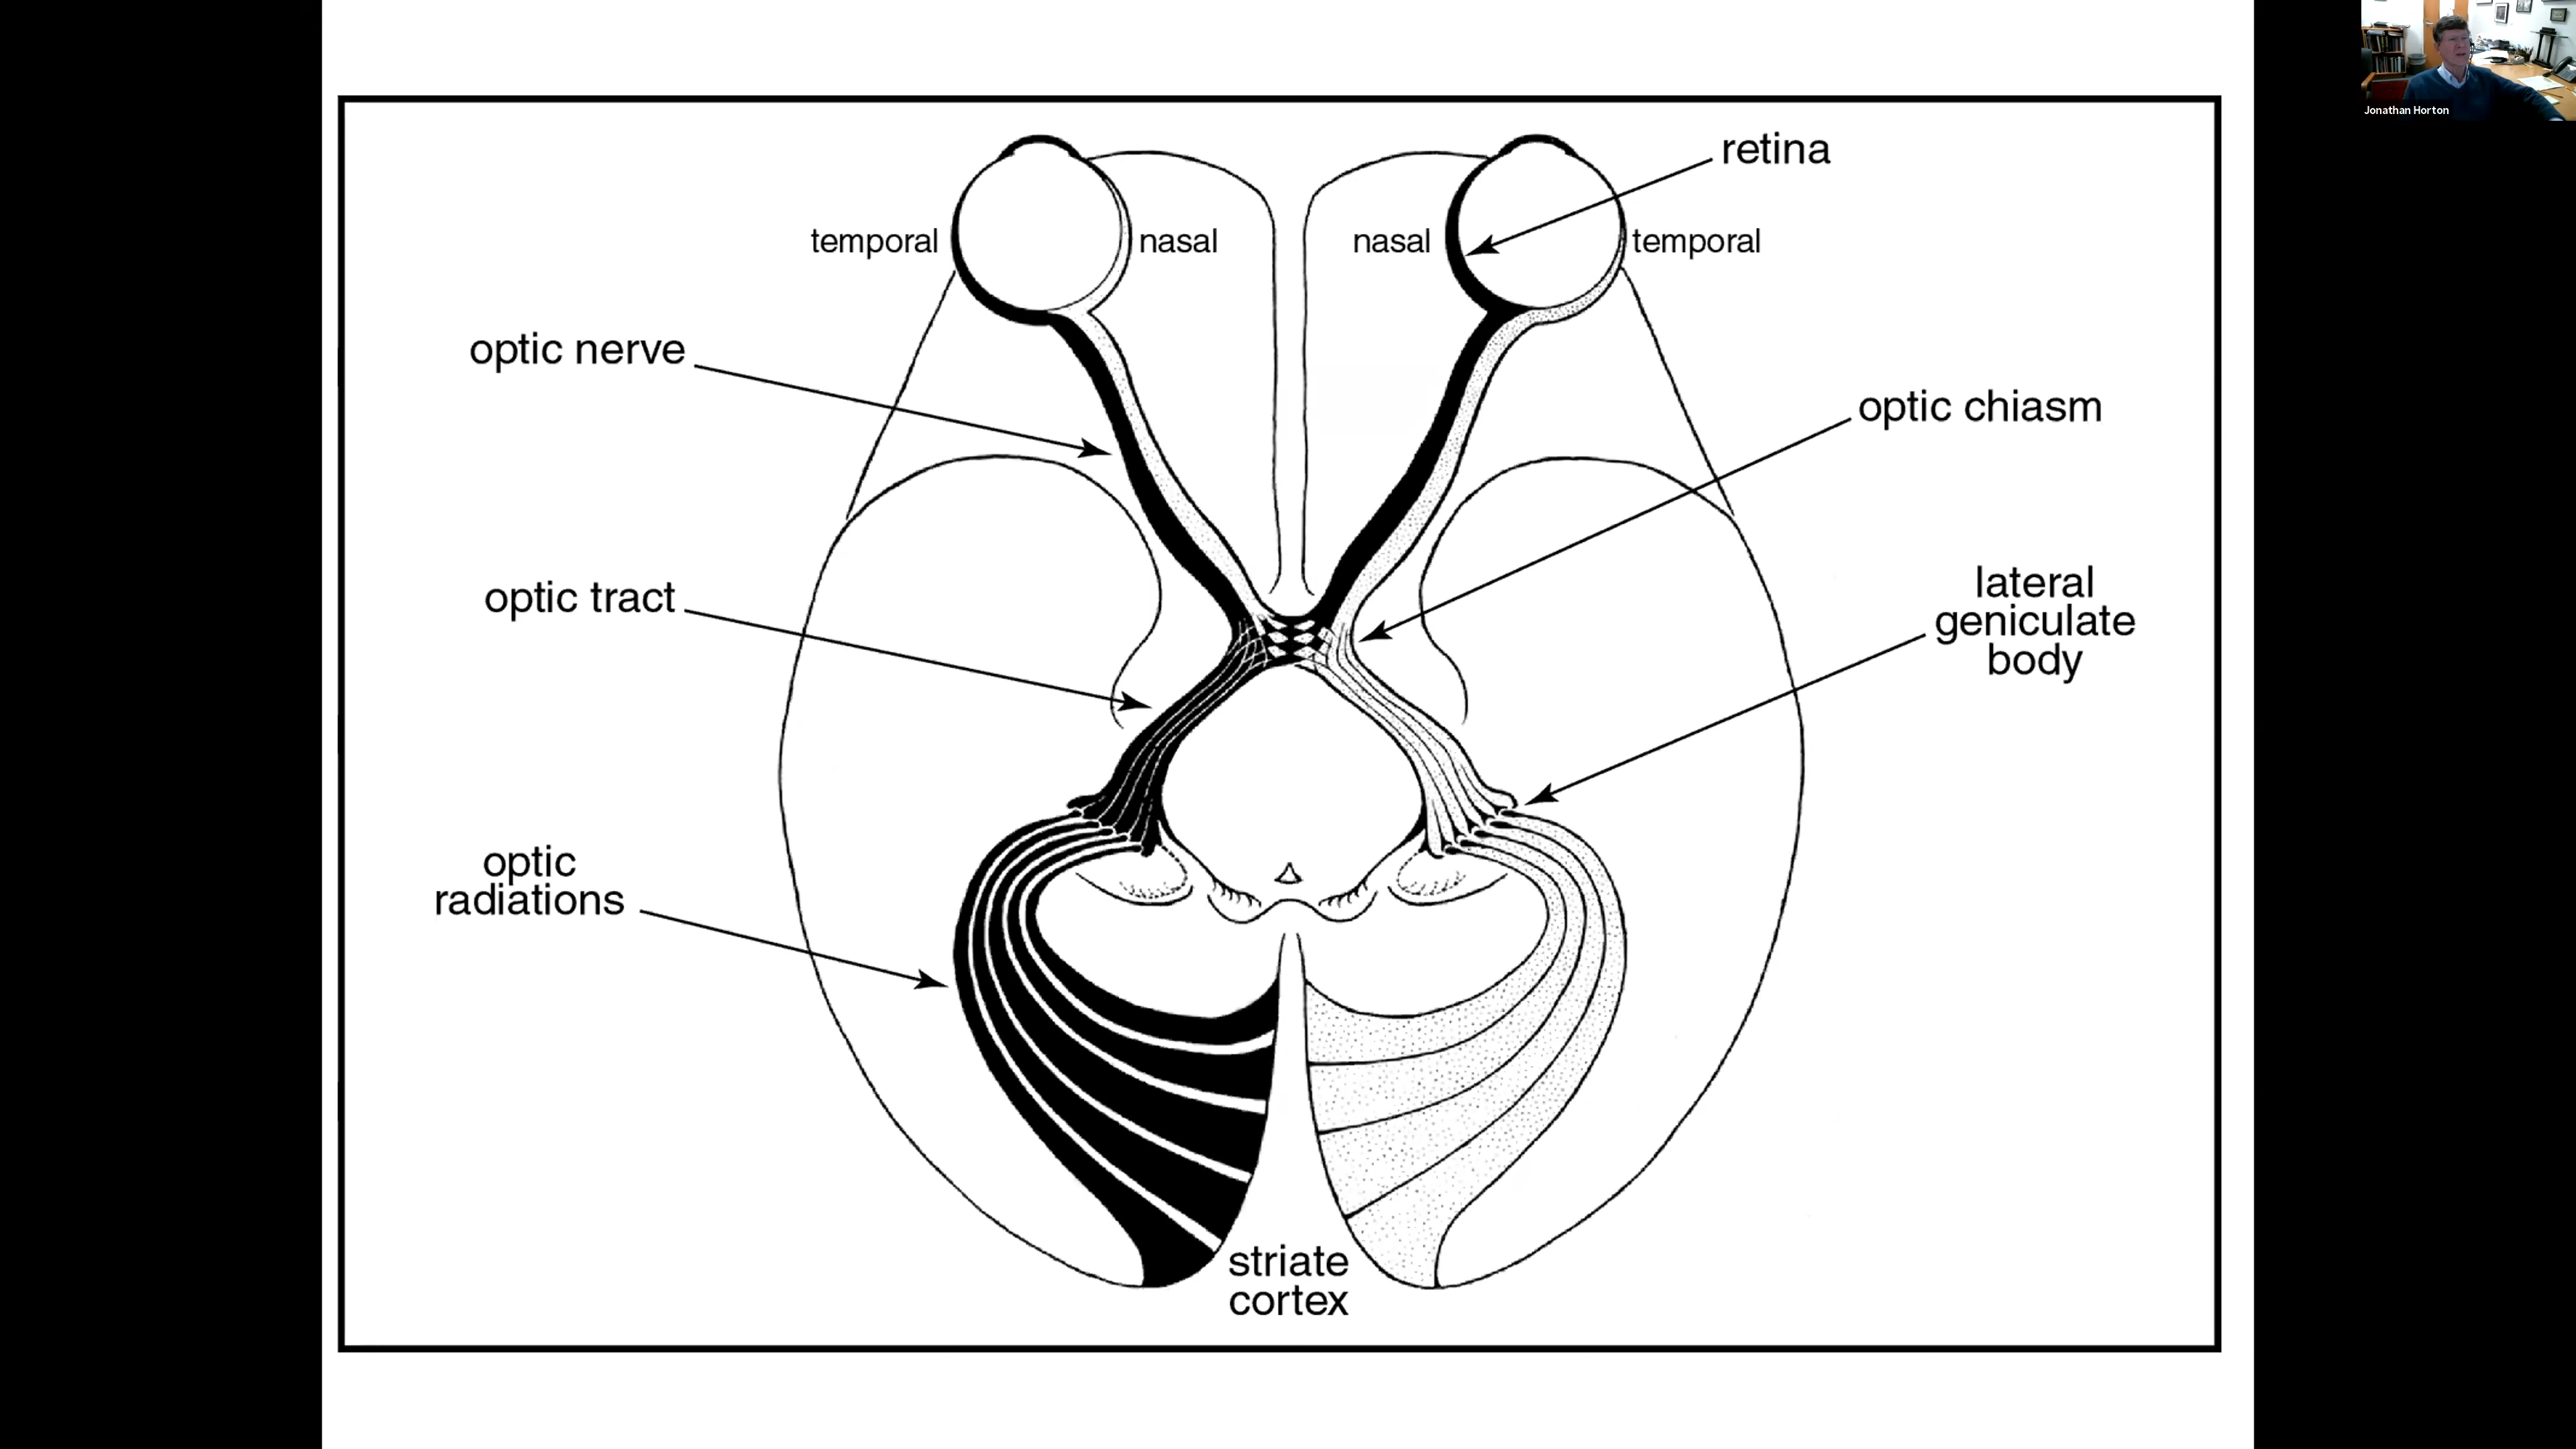 Jonathan Horton
retina
temporal
nasal
nasal
temporal
optic nerve
optic chiasm
optic tract
lateral
geniculate
body
optic
radiations
striate
cortex